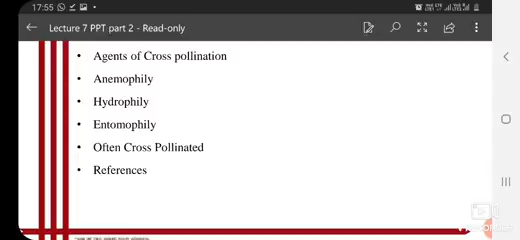 17:55
Lecture 7 PPT part 2 - Read-only
• Agents of Cross pollination
• Anemophily
• Hydrophily
• Entomophily
• Often Cross Pollinated
• References